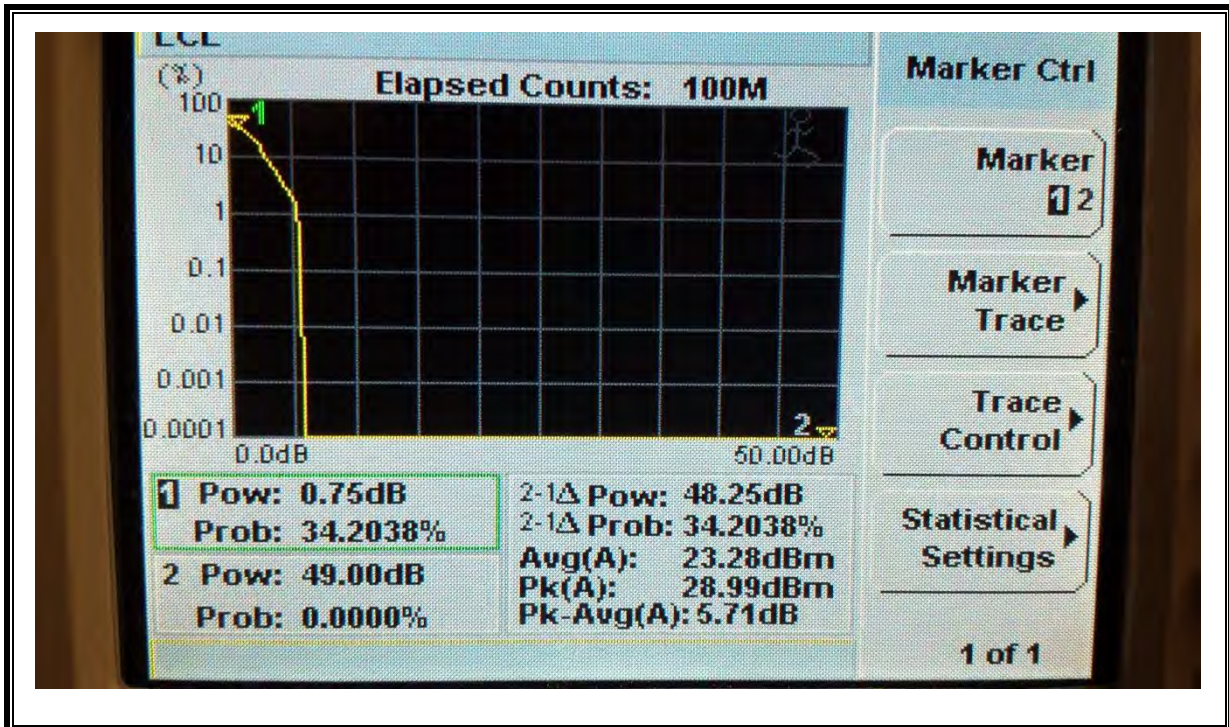 (%)
Elapsed Counts: 100M
100
10
1
0.1
0.01
0.001
0.0001
1
2
0.0dB
50.00dB
1 Pow: 0.75dB
Prob: 34.2038%
2 Pow: 49.00dB
Prob: 0.0000%
2-1Δ Pow: 48.25dB
2-1Δ Prob: 34.2038%
Avg(A): 23.28dBm
Pk(A): 28.99dBm
Pk-Avg(A): 5.71dB
Marker Ctrl
Marker
1 2
Marker
Trace
Trace
Control
Statistical
Settings
1 of 1